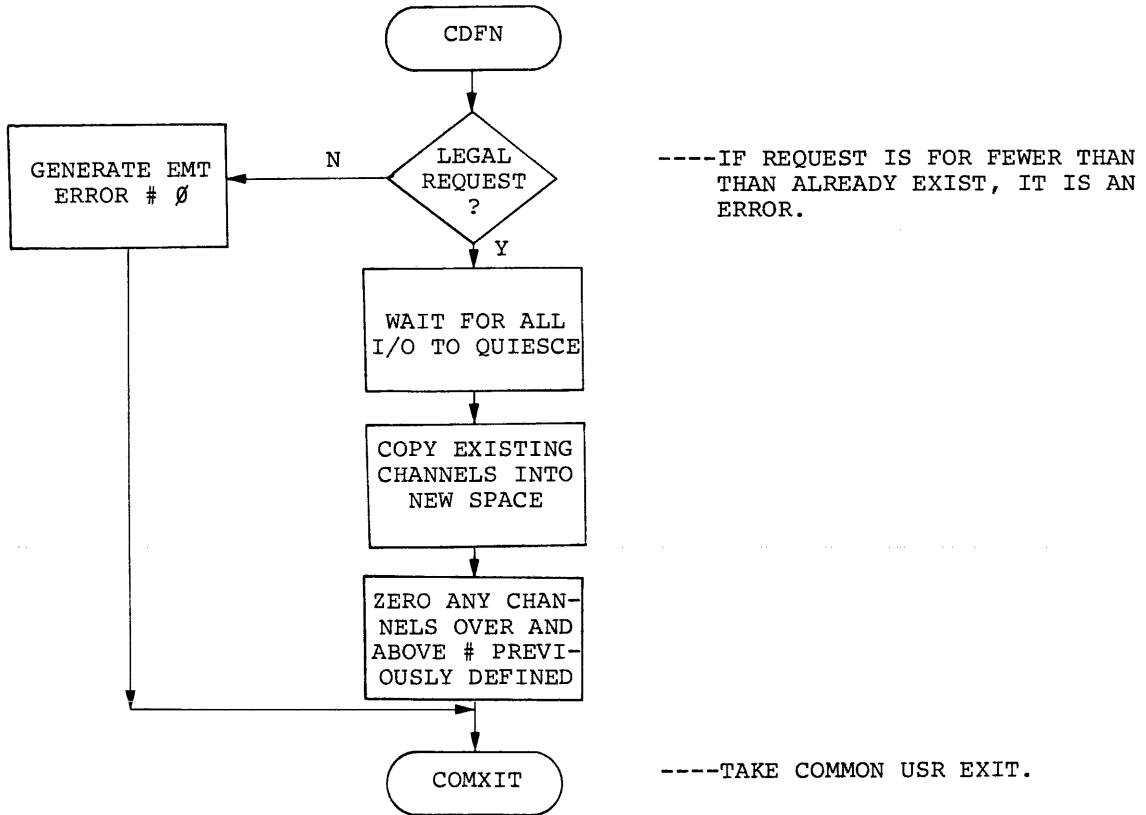 CDFN
LEGAL
REQUEST
?
N
GENERATE EMT
ERROR # Ø
----IF REQUEST IS FOR FEWER THAN
THAN ALREADY EXIST, IT IS AN
ERROR.
Y
WAIT FOR ALL
I/O TO QUIESCE
COPY EXISTING
CHANNELS INTO
NEW SPACE
ZERO ANY CHAN-
NELS OVER AND
ABOVE # PREVI-
OUSLY DEFINED
COMXIT
----TAKE COMMON USR EXIT.